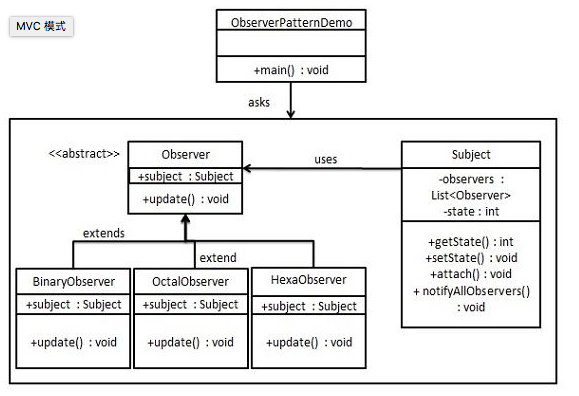 MVC 模式
ObserverPatternDemo
+main() : void
asks
<<abstract>>
Observer
+subject : Subject
+update() : void
uses
Subject
-observers :
List<Observer>
-state : int
+getState() : int
+setState() : void
+attach() : void
+ notifyAllObservers()
: void
extends
extend
BinaryObserver
+subject : Subject
+update() : void
OctalObserver
+subject : Subject
+update() : void
HexaObserver
+subject : Subject
+update() : void